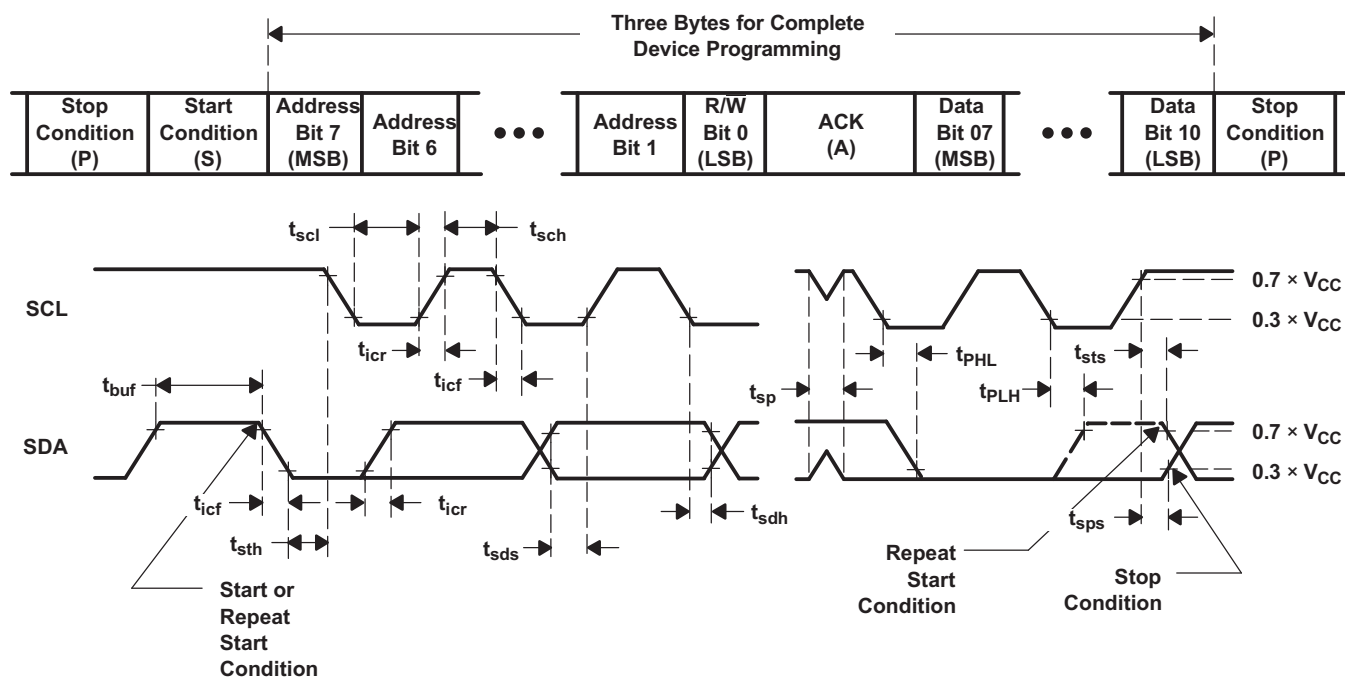 Three Bytes for Complete
Device Programming
Stop
Condition
(P)
Start
Condition
(S)
Address
Bit 7
(MSB)
Address
Bit 6
•••
Address
Bit 1
R/W̅
Bit 0
(LSB)
ACK
(A)
Data
Bit 07
(MSB)
•••
Data
Bit 10
(LSB)
Stop
Condition
(P)
tscl
tsch
SCL
0.7 × VCC
0.3 × VCC
ticr
ticf
tPHL
tsts
tbuf
tsp
tPLH
SDA
0.7 × VCC
0.3 × VCC
ticf
ticr
tsdh
tsps
tsth
tsds
Start or
Repeat
Start
Condition
Repeat
Start
Condition
Stop
Condition